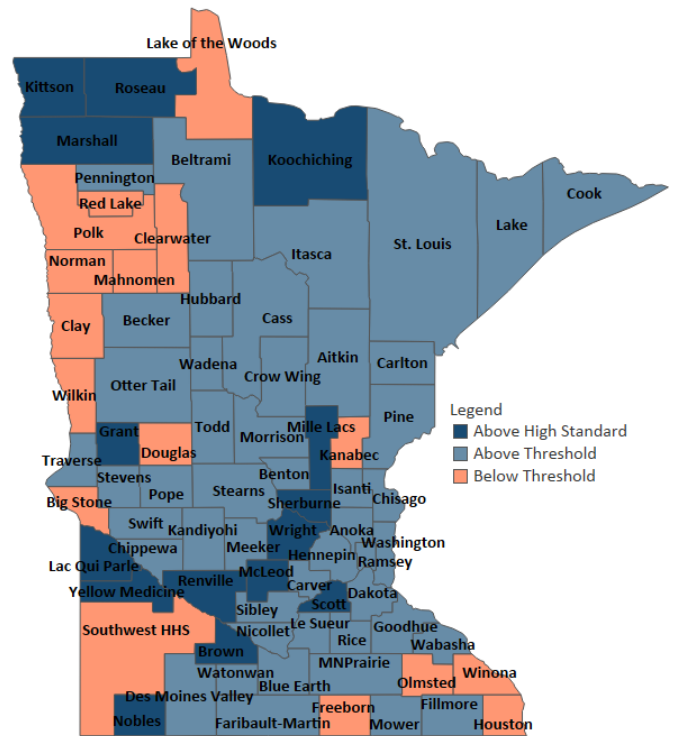 Lake of the Woods
Kittson
Roseau
Marshall
Beltrami
Koochiching
Pennington
Red Lake
Polk
Clearwater
Cook
Lake
St. Louis
Itasca
Norman
Mahnomen
Hubbard
Cass
Clay
Becker
Aitkin
Carlton
Wadena
Crow Wing
Otter Tail
Wilkin
Pine
Legend
Above High Standard
Above Threshold
Below Threshold
Grant
Douglas
Todd
Morrison
Mille Lacs
Kanabec
Traverse
Stevens
Benton
Big Stone
Pope
Stearns
Sherburne
Isanti
Chisago
Swift
Kandiyohi
Wright
Anoka
Washington
Chippewa
Meeker
Hennepin
Ramsey
Lac Qui Parle
Renville
McLeod
Carver
Yellow Medicine
Scott
Dakota
Sibley
Southwest HHS
Nicollet
Le Sueur
Rice
Goodhue
Wabasha
Brown
Watonwan
MNPrairie
Olmsted
Winona
Des Moines Valley
Blue Earth
Nobles
Faribault-Martin
Freeborn
Mower
Fillmore
Houston